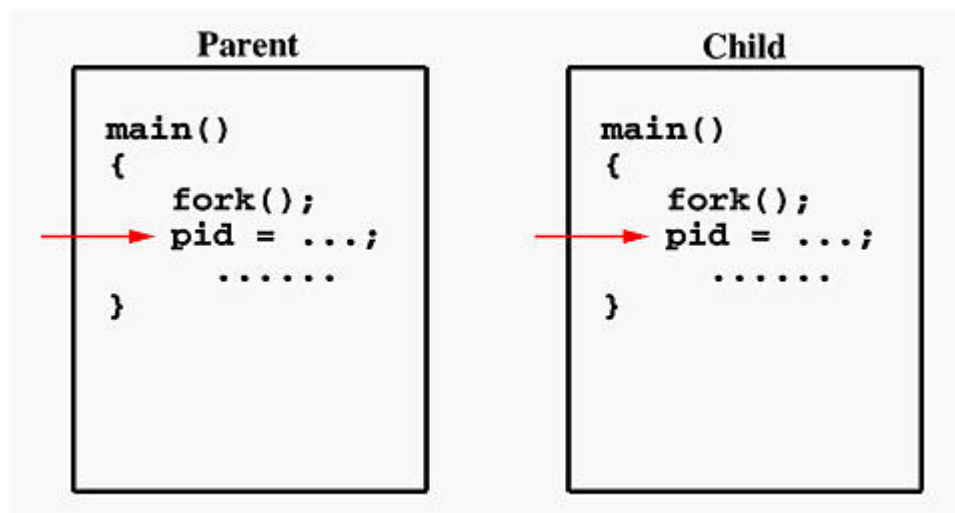 Parent
main()
{
fork();
pid = ...;
......
}
Child
main()
{
fork();
pid = ...;
......
}